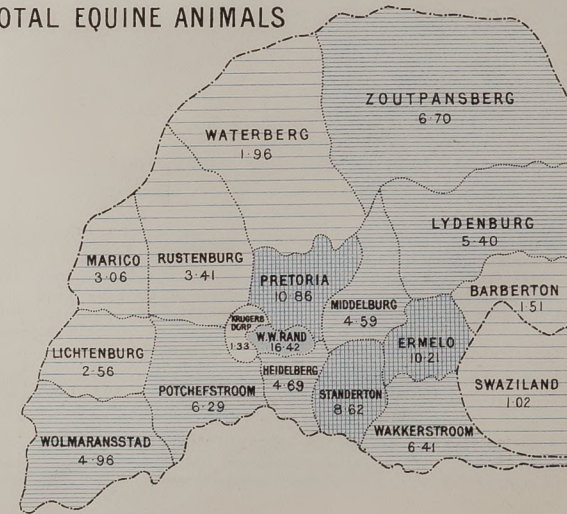 OTAL EQUINE ANIMALS
ZOUTPANSBERG
6·70
WATERBERG
1·96
LYDENBURG
5·40
MARICO
3·06
RUSTENBURG
3·41
PRETORIA
10·86
BARBERTON
1·51
MIDDELBURG
4·59
KRUGERS
DORP
1·33
W.W.RAND
16·42
ERMELO
10·21
LICHTENBURG
2·56
HEIDELBERG
4·69
SWAZILAND
1·02
POTCHEFSTROOM
6·29
STANDERTON
8·62
WAKKERSTROOM
6·41
WOLMARANSSTAD
4·96